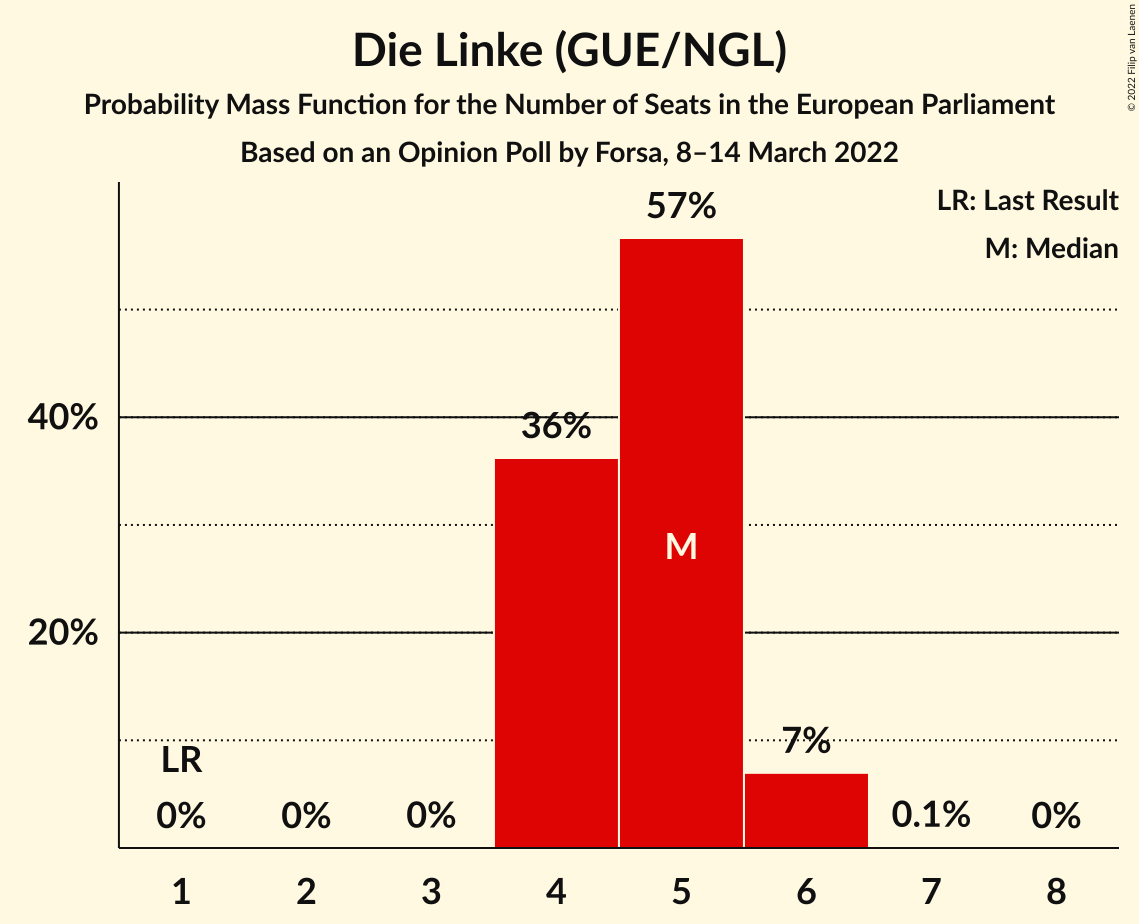 Die Linke (GUE/NGL)
Probability Mass Function for the Number of Seats in the European Parliament
Based on an Opinion Poll by Forsa, 8–14 March 2022
© 2022 Filip van Laenen
LR: Last Result
M: Median
57%
40%
36%
M
20%
7%
LR
0%
0%
0%
0.1%
0%
1 2 3 4 5 6 7 8